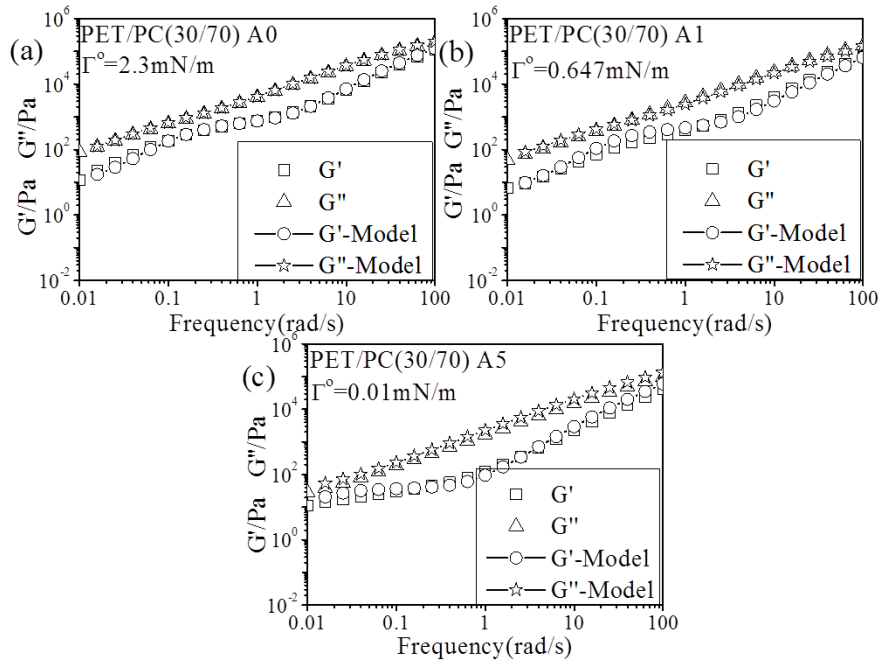 (a)
PET/PC(30/70) A0
Γ°=2.3mN/m
G'/Pa G''/Pa
10^6
10^4
10^2
10^0
10^-2
G'
G''
G'-Model
G''-Model
0.01 0.1 1 10 100
Frequency(rad/s)
(b)
PET/PC(30/70) A1
Γ°=0.647mN/m
G'/Pa G''/Pa
10^6
10^4
10^2
10^0
10^-2
G'
G''
G'-Model
G''-Model
0.01 0.1 1 10 100
Frequency(rad/s)
(c)
PET/PC(30/70) A5
Γ°=0.01mN/m
G'/Pa G''/Pa
10^6
10^4
10^2
10^0
10^-2
G'
G''
G'-Model
G''-Model
0.01 0.1 1 10 100
Frequency(rad/s)